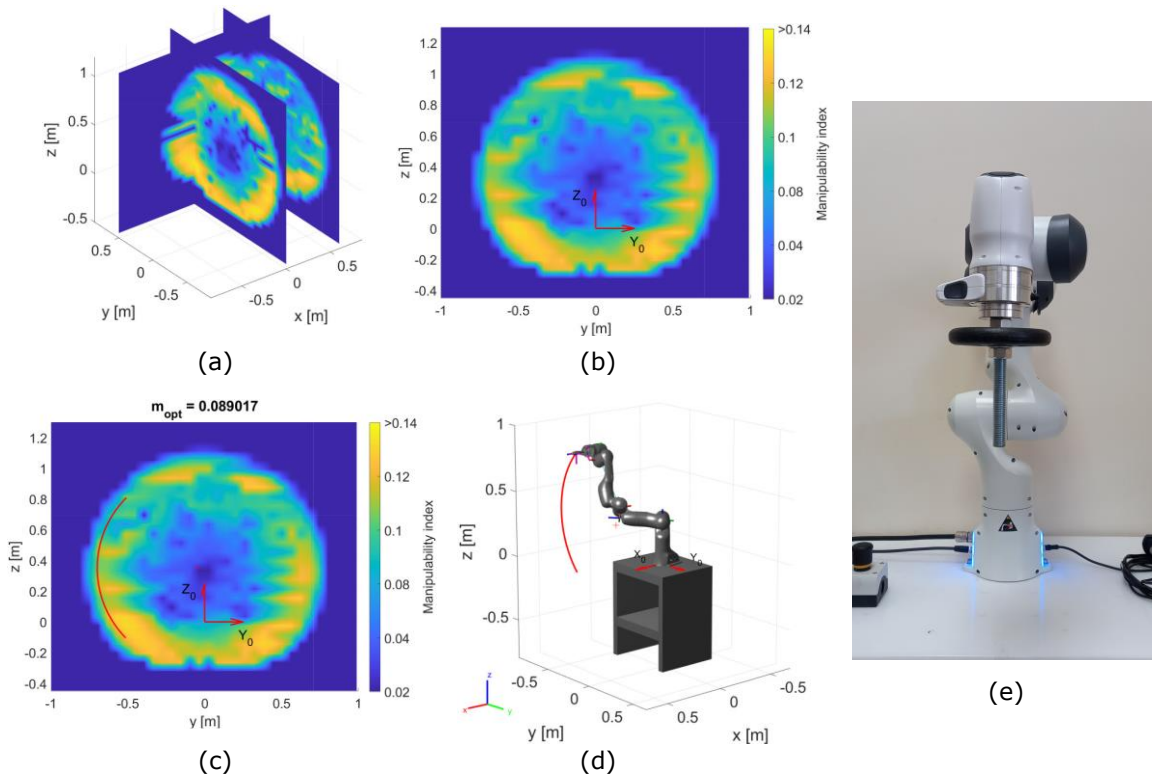 z [m]
1
0.5
0
-0.5
0.5
0
-0.5
y [m]
-0.5
0
0.5
x [m]
(a)
z [m]
1.2
1
0.8
0.6
0.4
0.2
0
-0.2
-0.4
-1
-0.5
0
0.5
1
y [m]
Z0
Y0
>0.14
0.12
0.1
0.08
0.06
0.04
0.02
Manipulability index
(b)
m_opt = 0.089017
z [m]
1.2
1
0.8
0.6
0.4
0.2
0
-0.2
-0.4
-1
-0.5
0
0.5
1
y [m]
Z0
Y0
>0.14
0.12
0.1
0.08
0.06
0.04
0.02
Manipulability index
(c)
z [m]
1
0.5
0
-0.5
X0
Y0
z
x
y
-0.5
0
0.5
y [m]
0.5
0
-0.5
x [m]
(d)
(e)